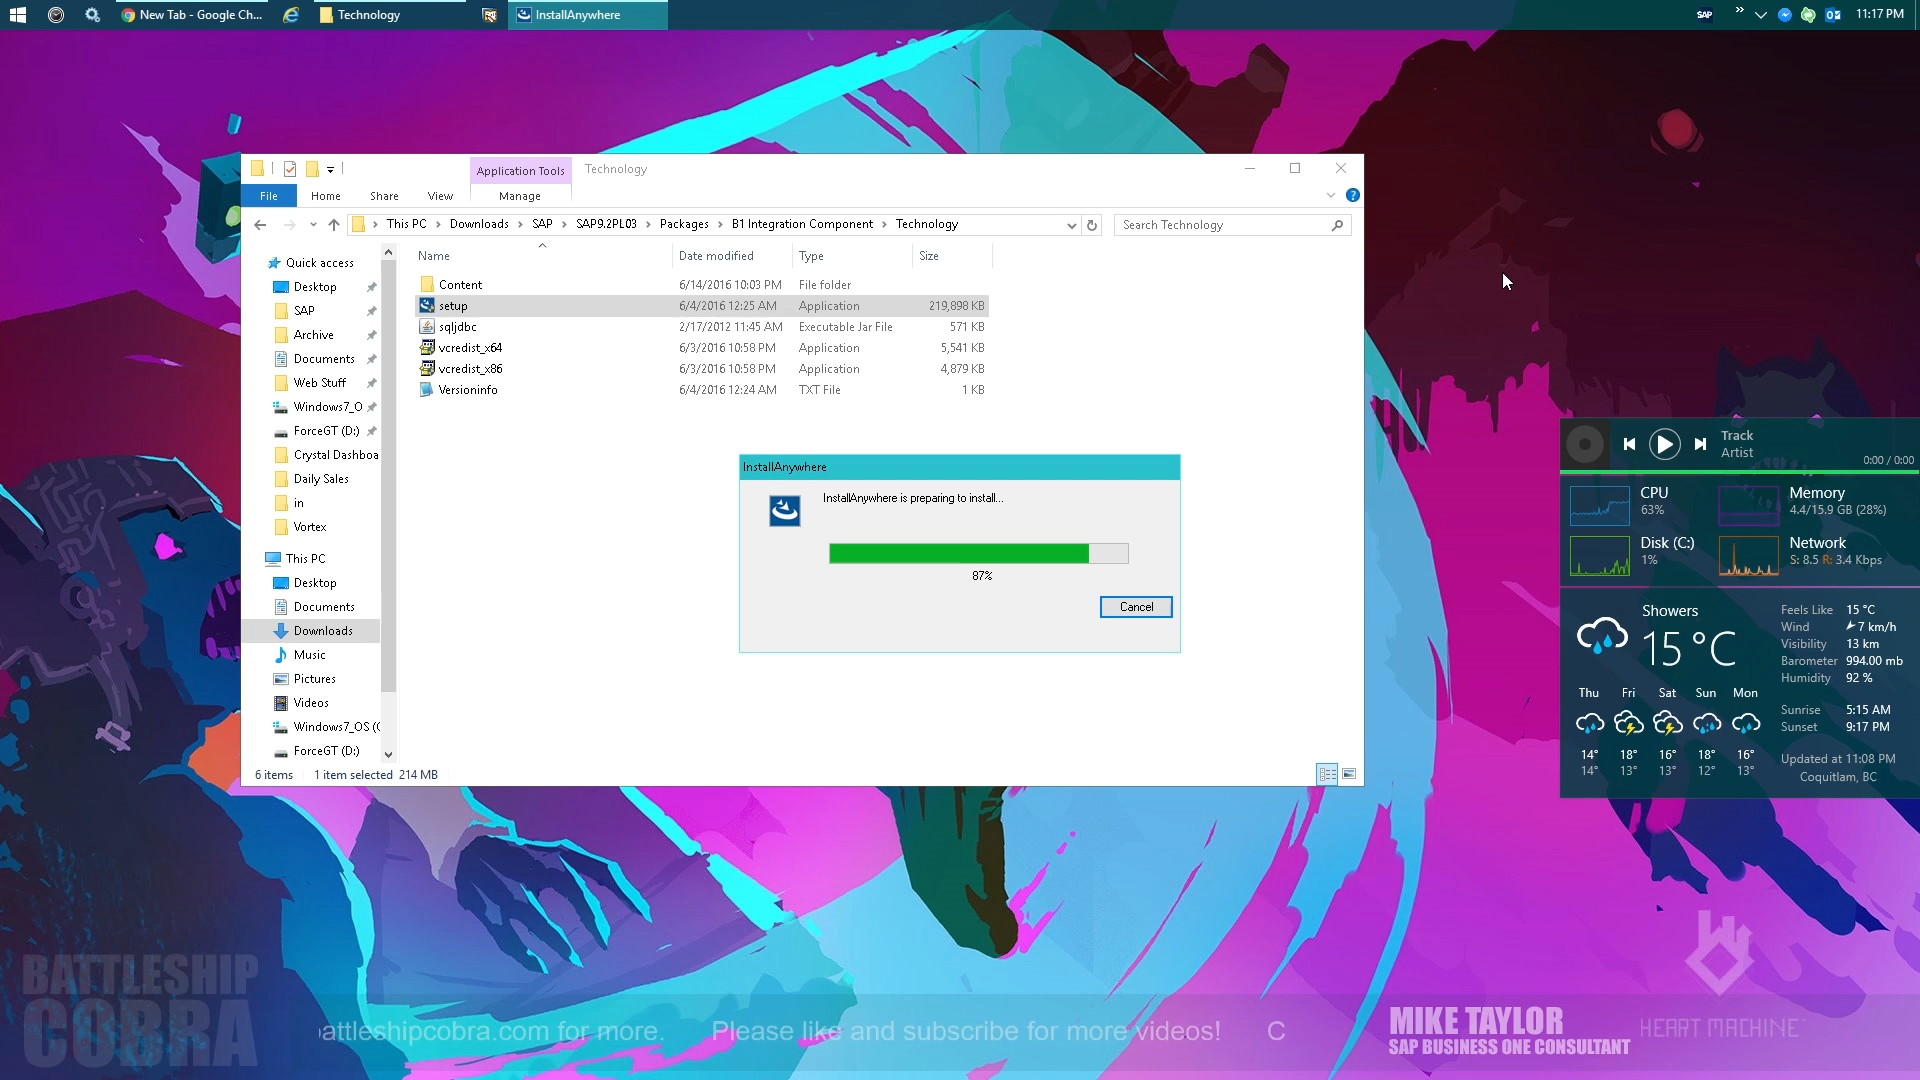 New Tab - Google Ch...
Technology
InstallAnywhere
SAP
11:17 PM
Application Tools
Technology
File
Home
Share
View
Manage
This PC
Downloads
SAP
SAP9.2PL03
Packages
B1 Integration Component
Technology
Search Technology
Name
Date modified
Type
Size
Content 6/14/2016 10:03 PM File folder
setup 6/4/2016 12:25 AM Application 219,898 KB
sqljdbc 2/17/2012 11:45 AM Executable Jar File 571 KB
vcredist_x64 6/3/2016 10:58 PM Application 5,541 KB
vcredist_x86 6/3/2016 10:58 PM Application 4,879 KB
Versioninfo 6/4/2016 12:24 AM TXT File 1 KB
Quick access
Desktop
SAP
Archive
Documents
Web Stuff
Windows7_O
ForceGT (D:)
Crystal Dashboa
Daily Sales
in
Vortex
This PC
Desktop
Documents
Downloads
Music
Pictures
Videos
Windows7_OS (C
ForceGT (D:)
6 items 1 item selected 214 MB
InstallAnywhere
InstallAnywhere is preparing to install...
87%
Cancel
Track
Artist
0:00 / 0:00
CPU
63%
Memory
4.4/15.9 GB (28%)
Disk (C:)
1%
Network
S: 8.5 R: 3.4 Kbps
Showers
15 °C
Feels Like 15 °C
Wind 7 km/h
Visibility 13 km
Barometer 994.00 mb
Humidity 92 %
Thu Fri Sat Sun Mon
14° 18° 16° 18° 16°
14° 13° 13° 12° 13°
Sunrise 5:15 AM
Sunset 9:17 PM
Updated at 11:08 PM
Coquitlam, BC
BATTLESHIP
COBRA
attleshipcobra.com for more. Please like and subscribe for more videos! C
MIKE TAYLOR
SAP BUSINESS ONE CONSULTANT
HEART MACHINE